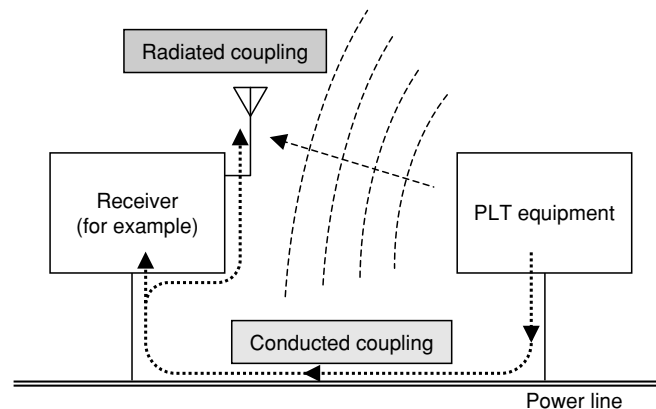 Radiated coupling
Receiver
(for example)
PLT equipment
Conducted coupling
Power line